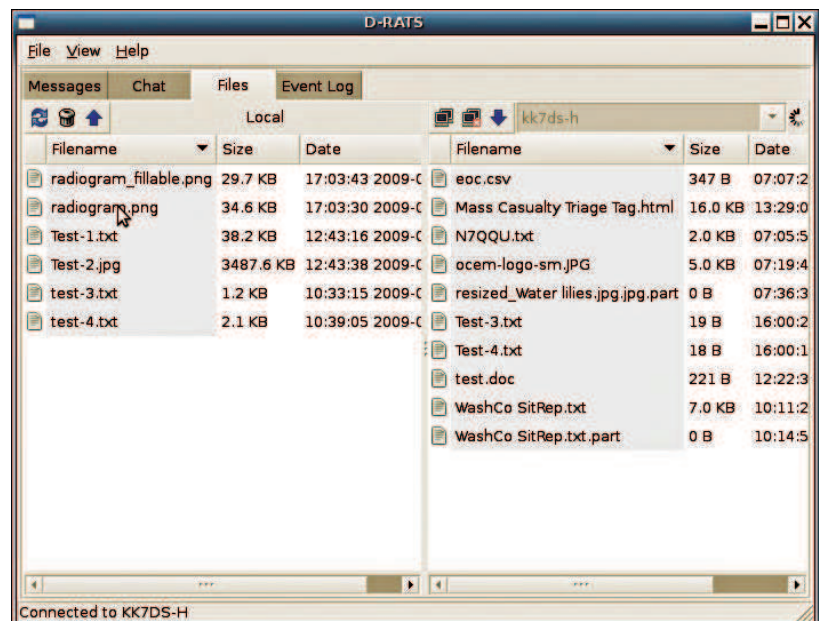 D-RATS
File View Help
Messages Chat Files Event Log
Local kk7ds-h
Filename Size Date Filename Size Date
radiogram_fillable.png 29.7 KB 17:03:43 2009-0 eoc.csv 347 B 07:07:2
radiogram.png 34.6 KB 17:03:30 2009-0 Mass Casualty Triage Tag.html 16.0 KB 13:29:0
Test-1.txt 38.2 KB 12:43:16 2009-0 N7QQU.txt 2.0 KB 07:05:5
Test-2.jpg 3487.6 KB 12:43:38 2009-0 ocem-logo-sm.JPG 5.0 KB 07:19:4
test-3.txt 1.2 KB 10:33:15 2009-0 resized_Water lilies.jpg.jpg.part 0 B 07:36:3
test-4.txt 2.1 KB 10:39:05 2009-0 Test-3.txt 19 B 16:00:2
Test-4.txt 18 B 16:00:1
test.doc 221 B 12:22:3
WashCo SitRep.txt 7.0 KB 10:11:2
WashCo SitRep.txt.part 0 B 10:14:5
Connected to KK7DS-H